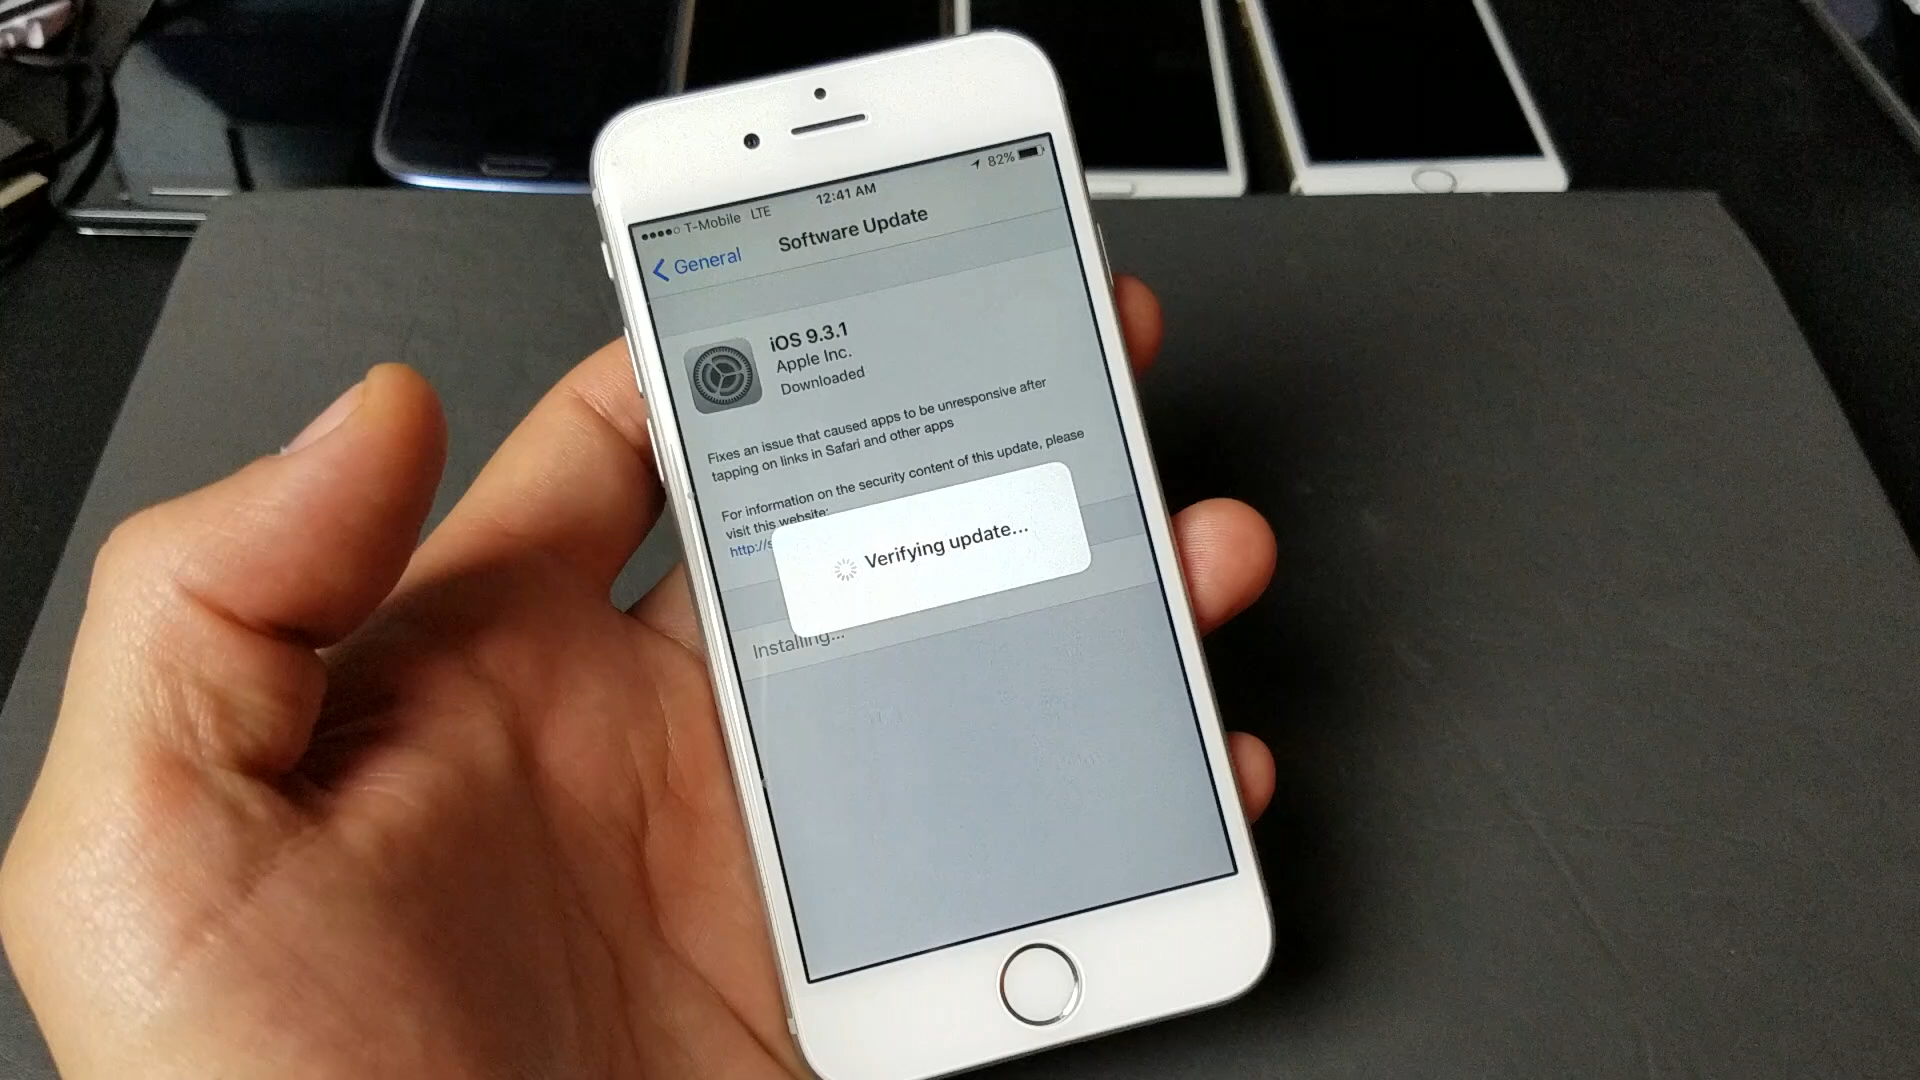 T-Mobile LTE 12:41 AM 82%
General Software Update
iOS 9.3.1
Apple Inc.
Downloaded
Fixes an issue that caused apps to be unresponsive after
tapping on links in Safari and other apps
For information on the security content of this update, please
visit this website:
http://s
Verifying update...
Installing...